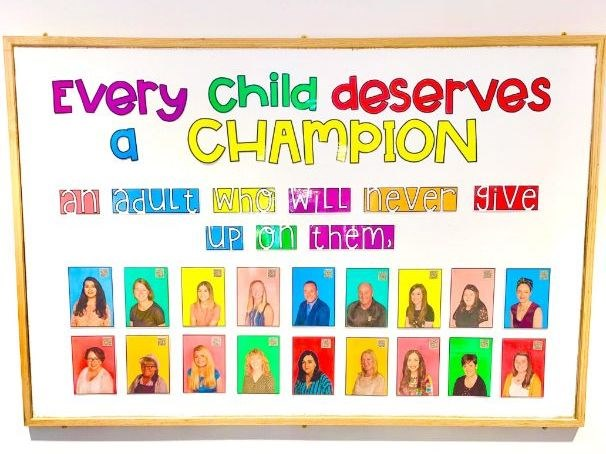 Every Child deserves
a CHAMPION
an adult who will never give
up on them,